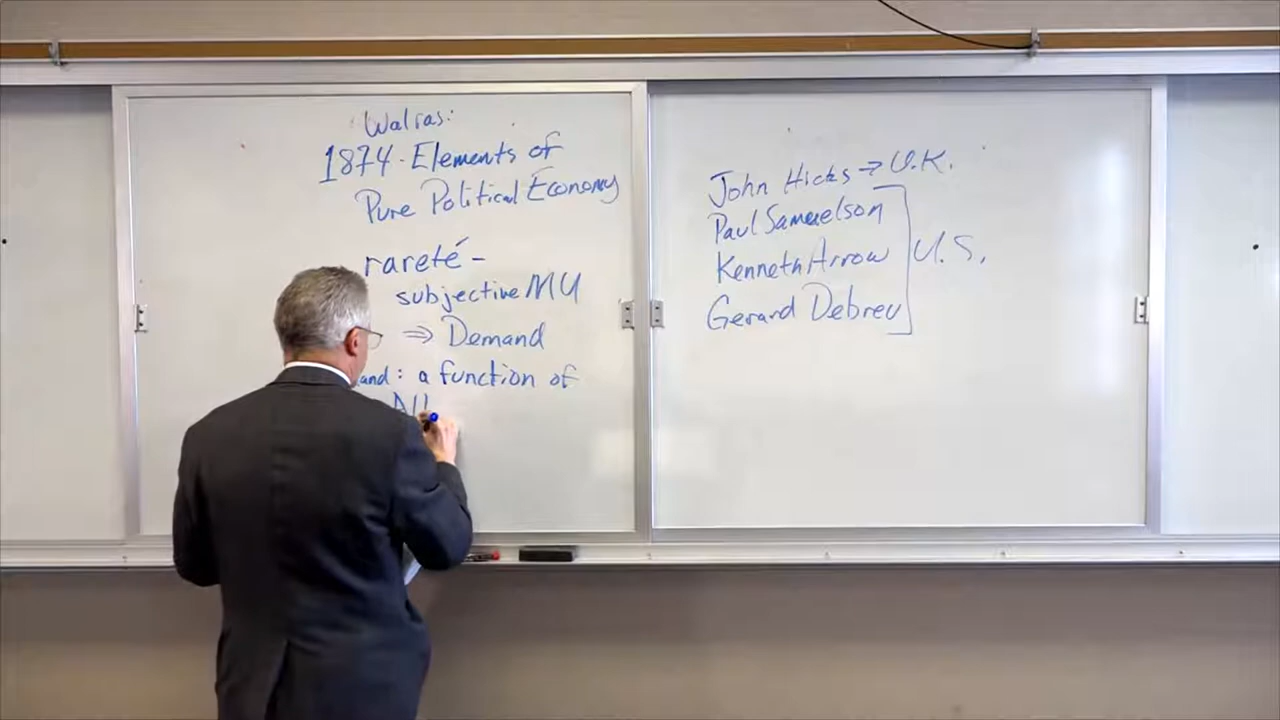 Walras:
1874 - Elements of
Pure Political Economy
rareté -
subjective MU
⇒ Demand
and: a function of
All
John Hicks → U.K.
Paul Samuelson
Kenneth Arrow
Gerard Debreu
U.S.